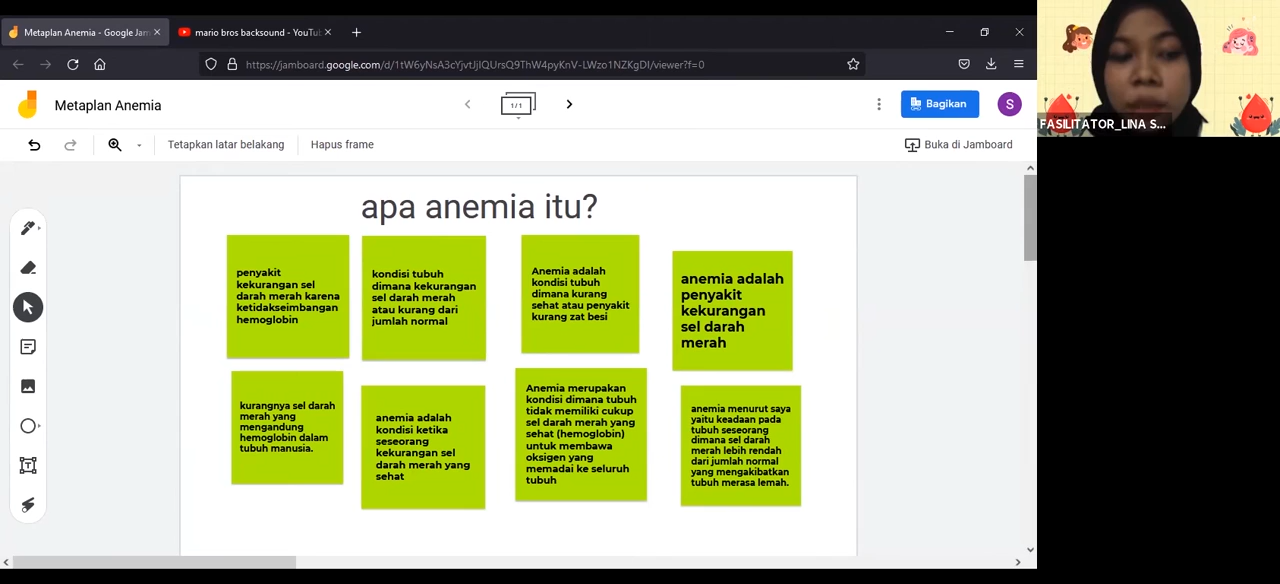 Metaplan Anemia - Google Jam
mario bros backsound - YouTu
https://jamboard.google.com/d/1tW6yNsA3cYjvtJjIQUrsQ9ThW4pyKnV-LWzo1NZKgDI/viewer?f=0
Metaplan Anemia
1/1
Bagikan
S
FASILITATOR_LINA S...
Tetapkan latar belakang
Hapus frame
Buka di Jamboard
apa anemia itu?
penyakit
kekurangan sel
darah merah karena
ketidakseimbangan
hemoglobin
kondisi tubuh
dimana kekurangan
sel darah merah
atau kurang dari
jumlah normal
Anemia adalah
kondisi tubuh
dimana kurang
sehat atau penyakit
kurang zat besi
anemia adalah
penyakit
kekurangan
sel darah
merah
kurangnya sel darah
merah yang
mengandung
hemoglobin dalam
tubuh manusia.
anemia adalah
kondisi ketika
seseorang
kekurangan sel
darah merah yang
sehat
Anemia merupakan
kondisi dimana tubuh
tidak memiliki cukup
sel darah merah yang
sehat (hemoglobin)
untuk membawa
oksigen yang
memadai ke seluruh
tubuh
anemia menurut saya
yaitu keadaan pada
tubuh seseorang
dimana sel darah
merah lebih rendah
dari jumlah normal
yang mengakibatkan
tubuh merasa lemah.